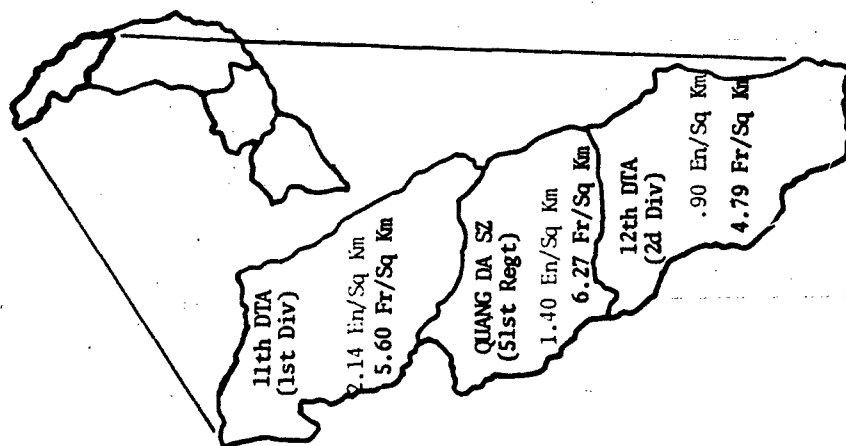 11th DTA
(1st Div)
2.14 En/Sq Km
5.60 Fr/Sq Km
QUANG DA SZ
(51st Regt)
1.40 En/Sq Km
6.27 Fr/Sq Km
12th DTA
(2d Div)
.90 En/Sq Km
4.79 Fr/Sq Km